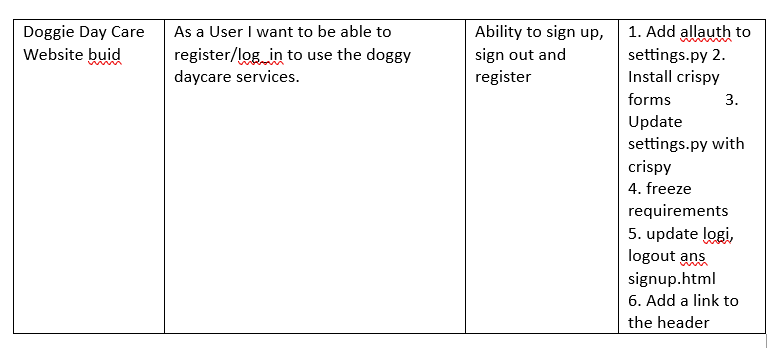 Doggie Day Care
Website buid
As a User I want to be able to
register/log_in to use the doggy
daycare services.
Ability to sign up,
sign out and
register
1. Add allauth to
settings.py 2.
Install crispy
forms 3.
Update
settings.py with
crispy
4. freeze
requirements
5. update logi,
logout ans
signup.html
6. Add a link to
the header